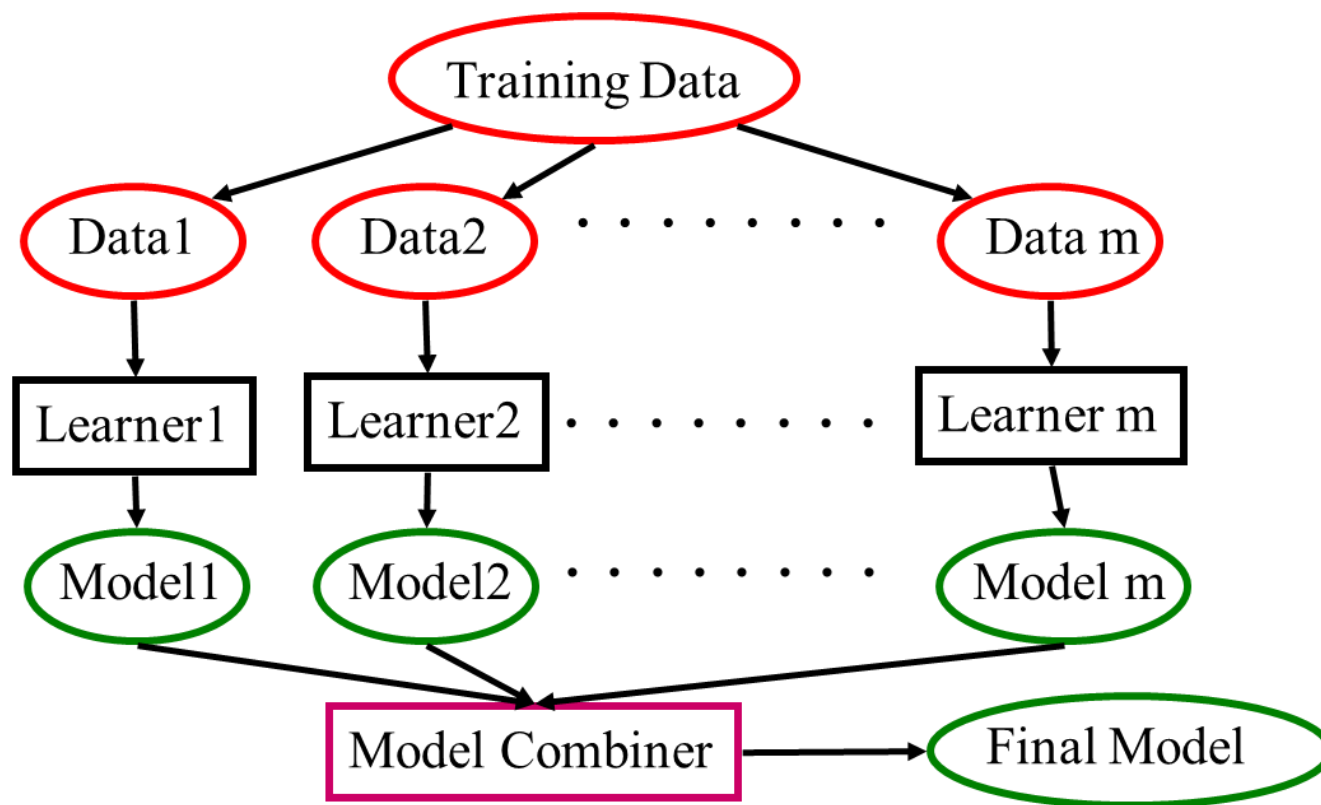 Training Data
Data1
Data2
. . . . . . . .
Data m
Learner1
Learner2
. . . . . . . .
Learner m
Model1
Model2
. . . . . . . .
Model m
Model Combiner
Final Model